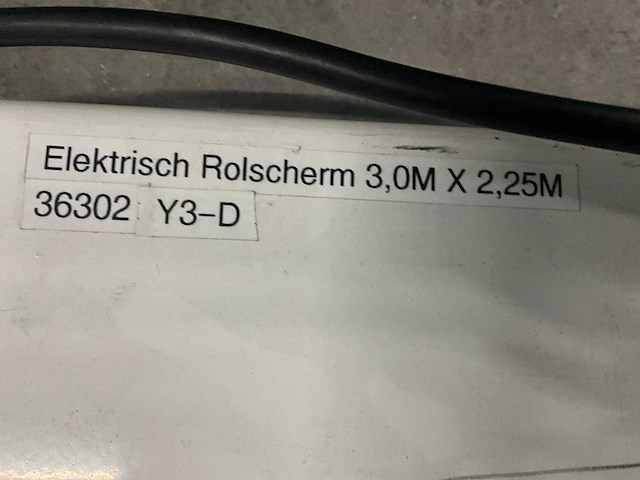 Elektrisch Rolscherm 3,0M X 2,25M
36302 Y3-D